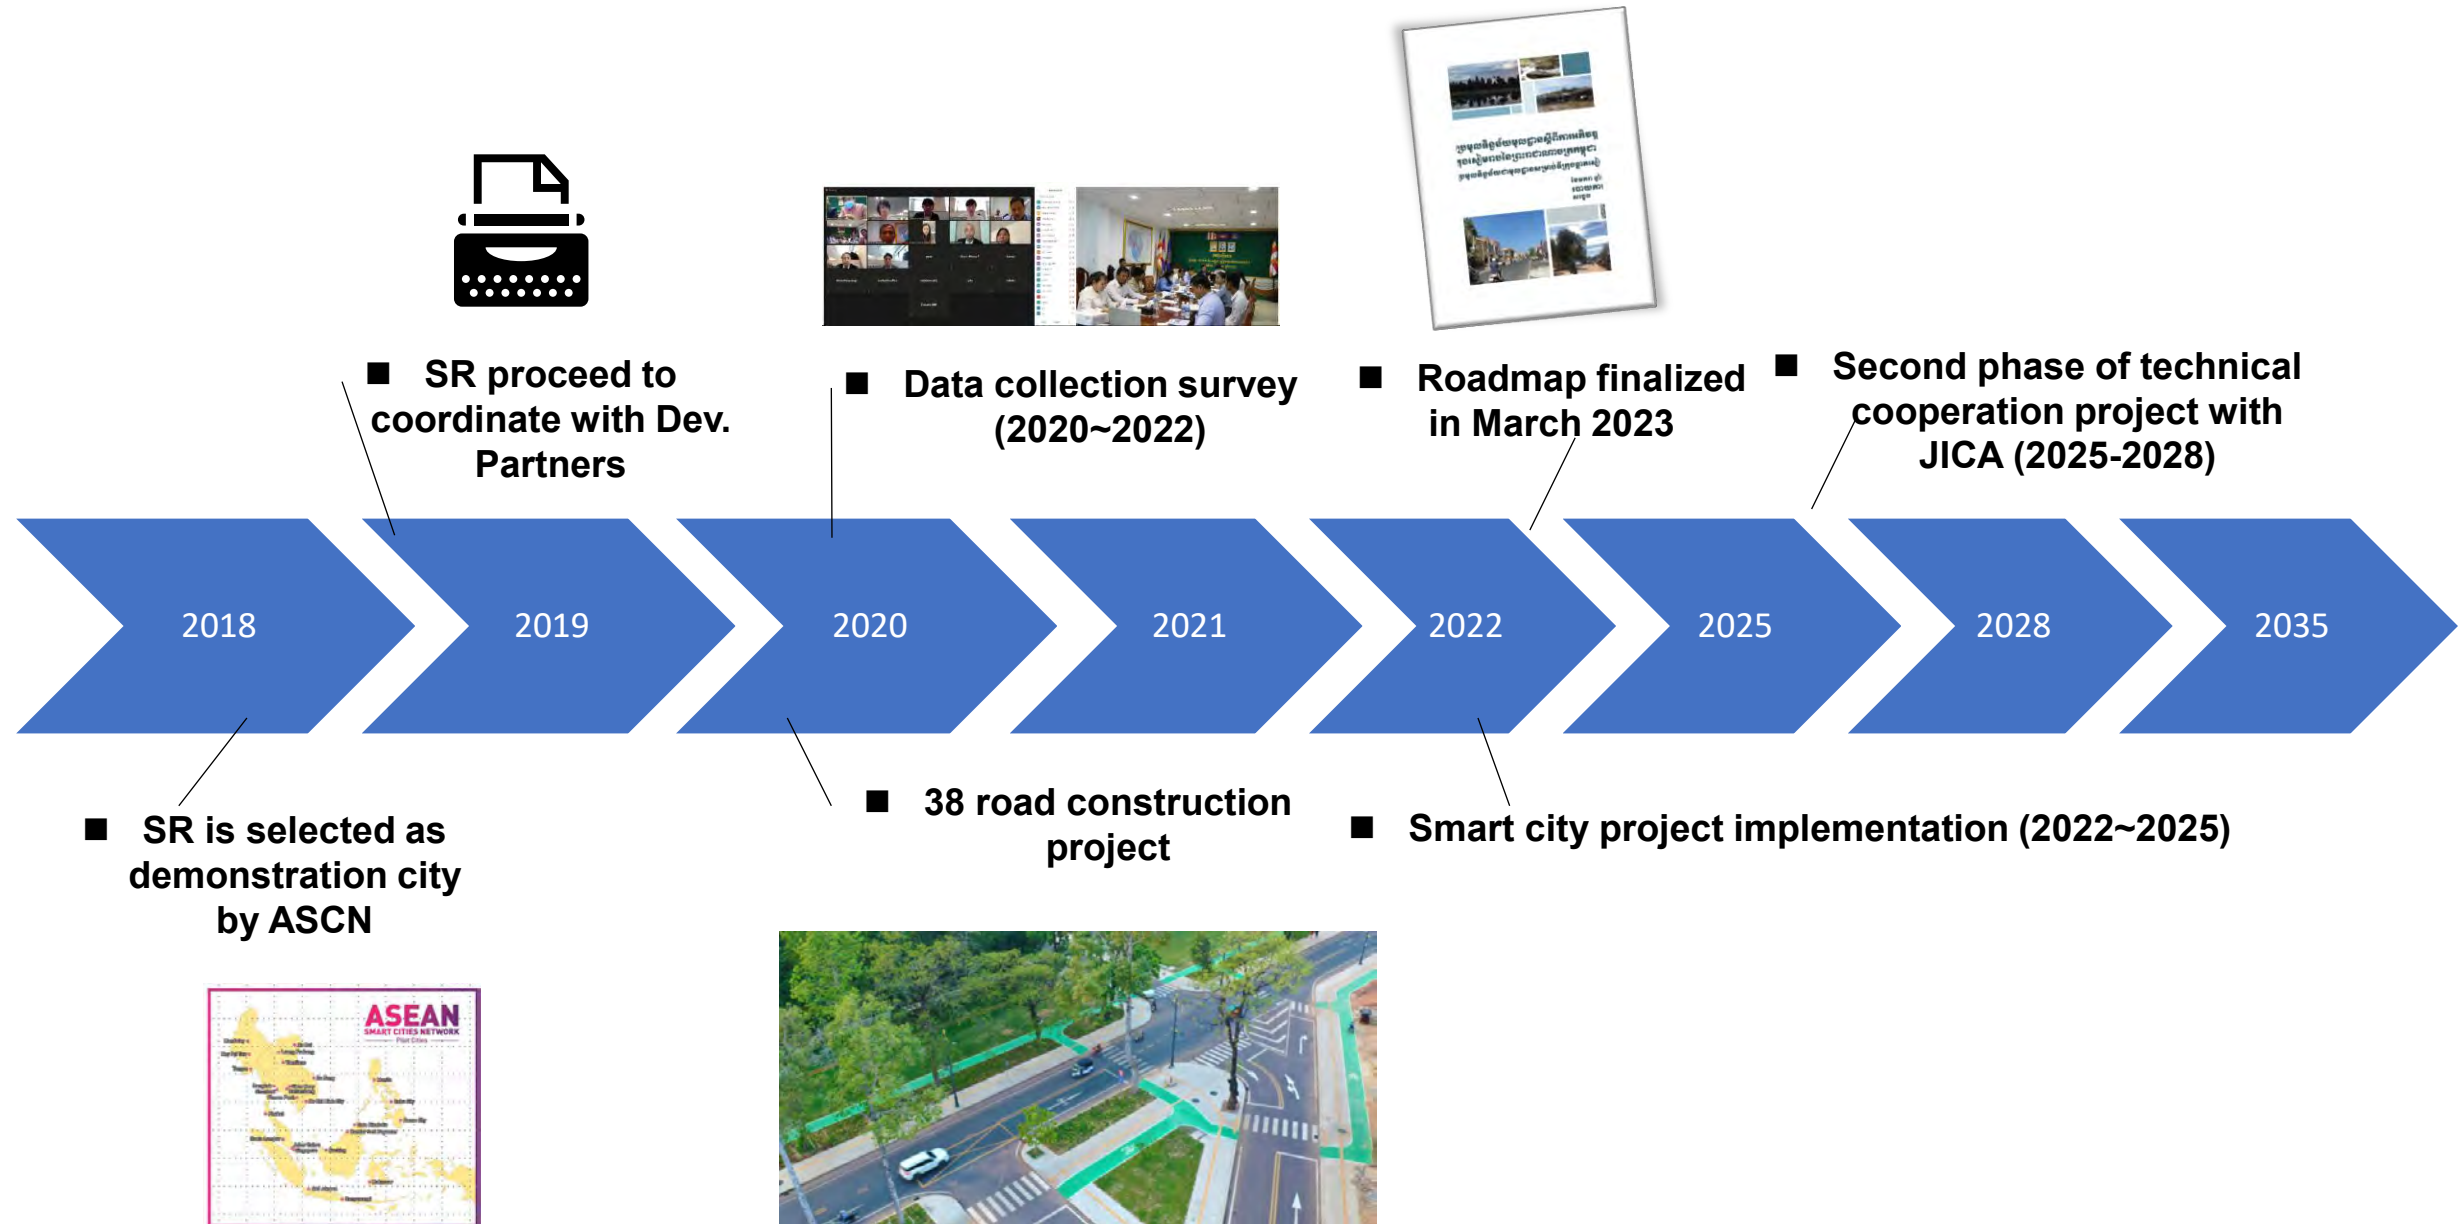 ■ SR proceed to
coordinate with Dev.
Partners
■ Data collection survey
(2020~2022)
■ Roadmap finalized
in March 2023
■ Second phase of technical
cooperation project with
JICA (2025-2028)
2018
2019
2020
2021
2022
2025
2028
2035
■ SR is selected as
demonstration city
by ASCN
■ 38 road construction
project
■ Smart city project implementation (2022~2025)
ASEAN
SMART CITIES NETWORK
Pilot Cities